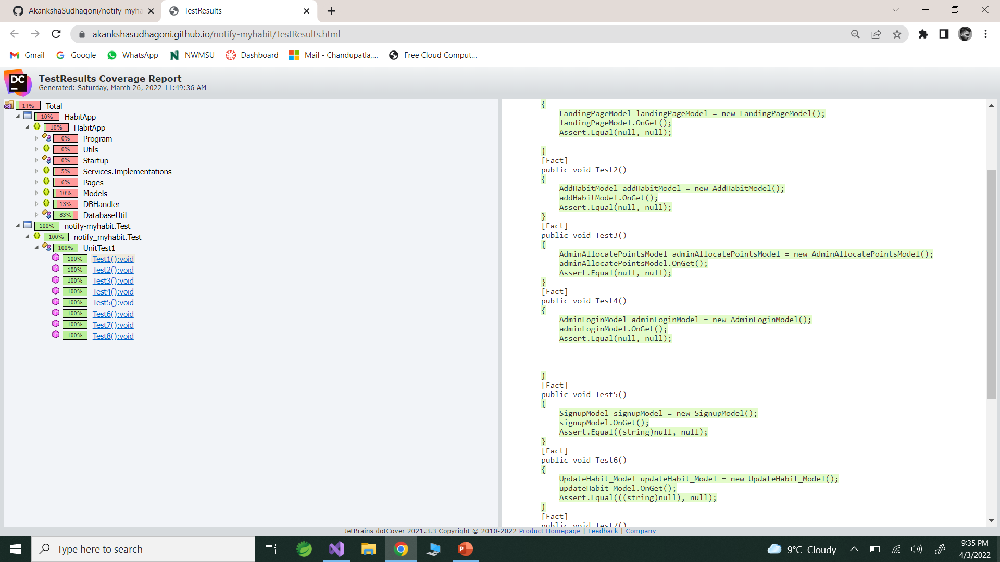 AkankshaSudhagoni/notify-myha
TestResults
akankshasudhagoni.github.io/notify-myhabit/TestResults.html
Gmail
Google
WhatsApp
NWMSU
Dashboard
Mail - Chandupatla,...
Free Cloud Comput...
DC
TestResults Coverage Report
Generated: Saturday, March 26, 2022 11:49:36 AM
14% Total
10% HabitApp
10% HabitApp
0% Program
0% Utils
0% Startup
5% Services.Implementations
6% Pages
10% Models
13% DBHandler
83% DatabaseUtil
100% notify-myhabit.Test
100% notify_myhabit.Test
100% UnitTest1
100% Test1():void
100% Test2():void
100% Test3():void
100% Test4():void
100% Test5():void
100% Test6():void
100% Test7():void
100% Test8():void
{
LandingPageModel landingPageModel = new LandingPageModel();
landingPageModel.OnGet();
Assert.Equal(null, null);
}
[Fact]
public void Test2()
{
AddHabitModel addHabitModel = new AddHabitModel();
addHabitModel.OnGet();
Assert.Equal(null, null);
}
[Fact]
public void Test3()
{
AdminAllocatePointsModel adminAllocatePointsModel = new AdminAllocatePointsModel();
adminAllocatePointsModel.OnGet();
Assert.Equal(null, null);
}
[Fact]
public void Test4()
{
AdminLoginModel adminLoginModel = new AdminLoginModel();
adminLoginModel.OnGet();
Assert.Equal(null, null);
}
[Fact]
public void Test5()
{
SignupModel signupModel = new SignupModel();
signupModel.OnGet();
Assert.Equal((string)null, null);
}
[Fact]
public void Test6()
{
UpdateHabit_Model updateHabit_Model = new UpdateHabit_Model();
updateHabit_Model.OnGet();
Assert.Equal(((string)null), null);
}
[Fact]
public void Test7()
JetBrains dotCover 2021.3.3 Copyright © 2010-2022 Product Homepage | Feedback | Company
Type here to search
9°C Cloudy
9:35 PM
4/3/2022